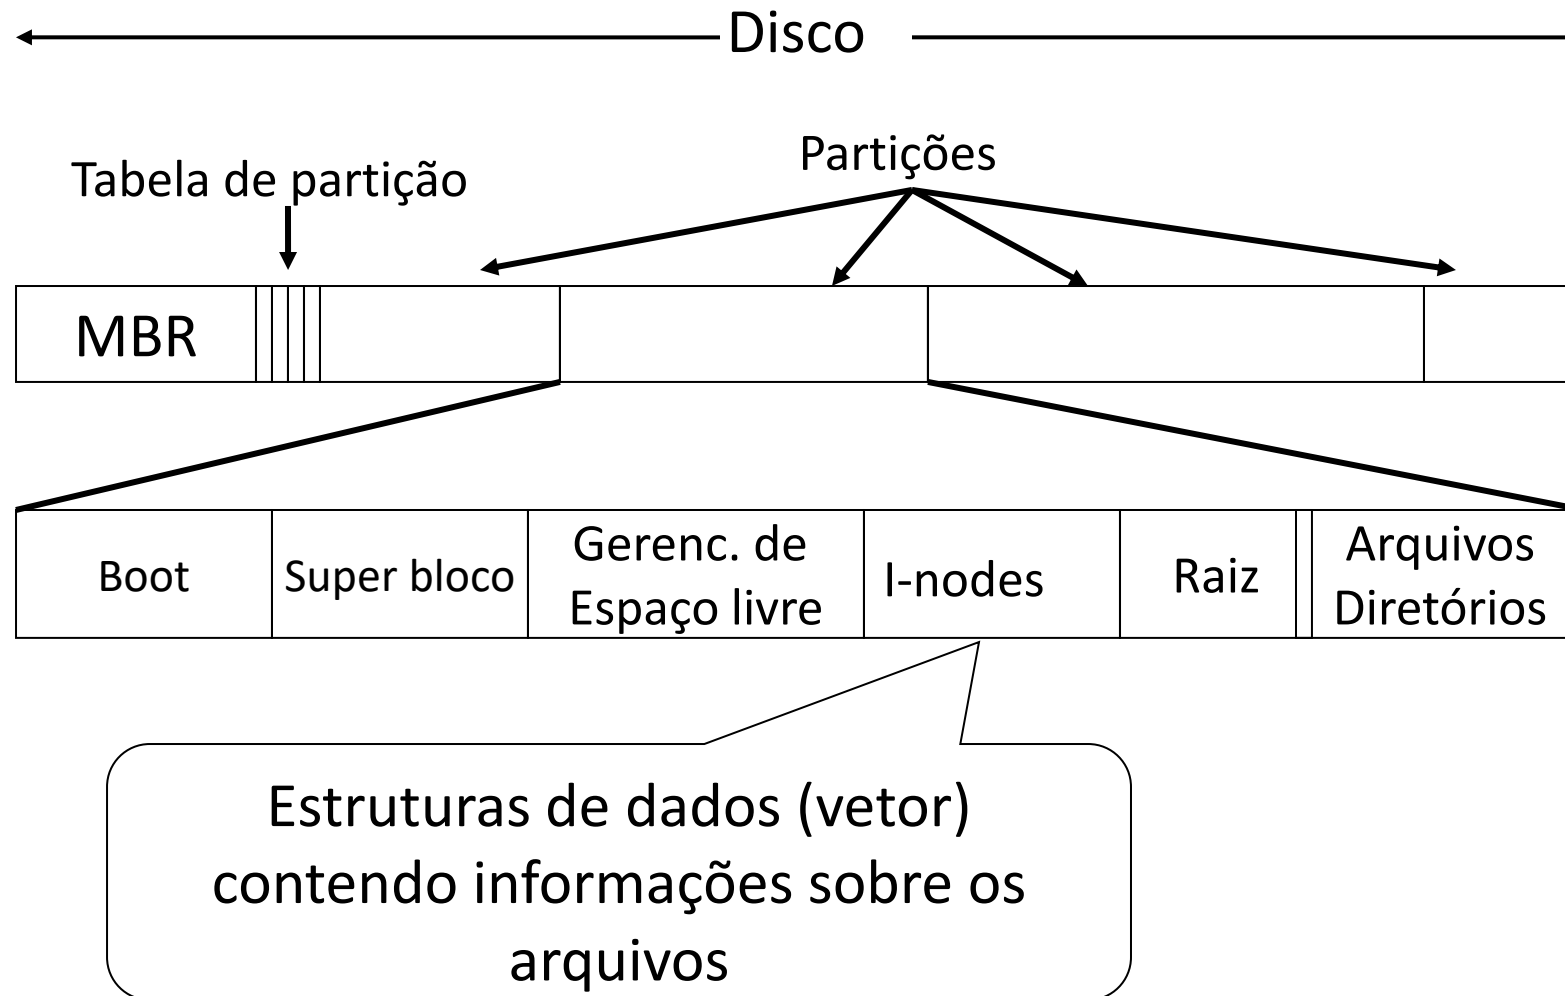 Disco
Partições
Tabela de partição
MBR
Boot
Super bloco
Gerenc. de
Espaço livre
I-nodes
Raiz
Arquivos
Diretórios
Estruturas de dados (vetor)
contendo informações sobre os
arquivos